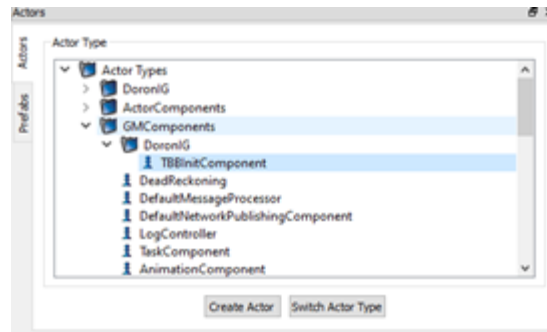 Actors
Actors
Prefabs
Actor Type
Actor Types
DoronIG
ActorComponents
GMComponents
DoronIG
TBBInitComponent
DeadReckoning
DefaultMessageProcessor
DefaultNetworkPublishingComponent
LogController
TaskComponent
AnimationComponent
Create Actor Switch Actor Type